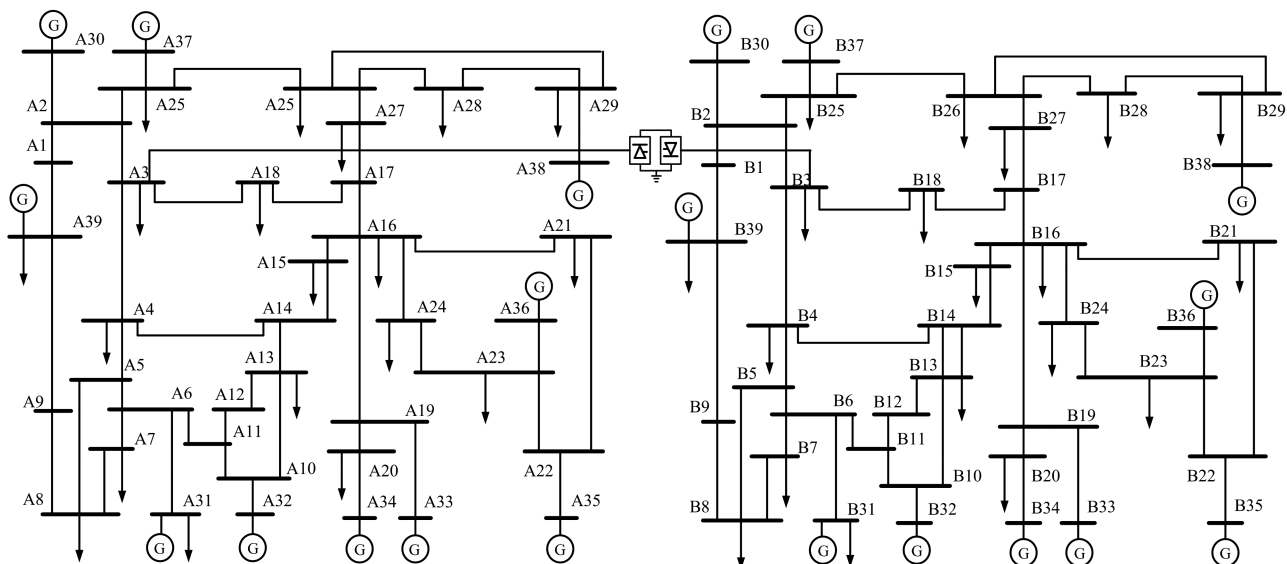 G G G G
A30 A37 B30 B37
A2 A25 A25 A28 A29 B2 B25 B26 B28 B29
A27 B27
A1 A38 B1 B38
A3 A18 A17 G B3 B18 B17 G
G G
A39 A16 A21 B39 B16 B21
A15 G B15 G
A4 A14 A24 A36 B4 B14 B24 B36
A5 A13 A23 B5 B13 B23
A9 A6 A12 A19 B9 B6 B12 B19
A7 A11 B7 B11
A10 A20 A22 B10 B20 B22
A8 A31 A32 A34 A33 A35 B8 B31 B32 B34 B33 B35
G G G G G G G G G G